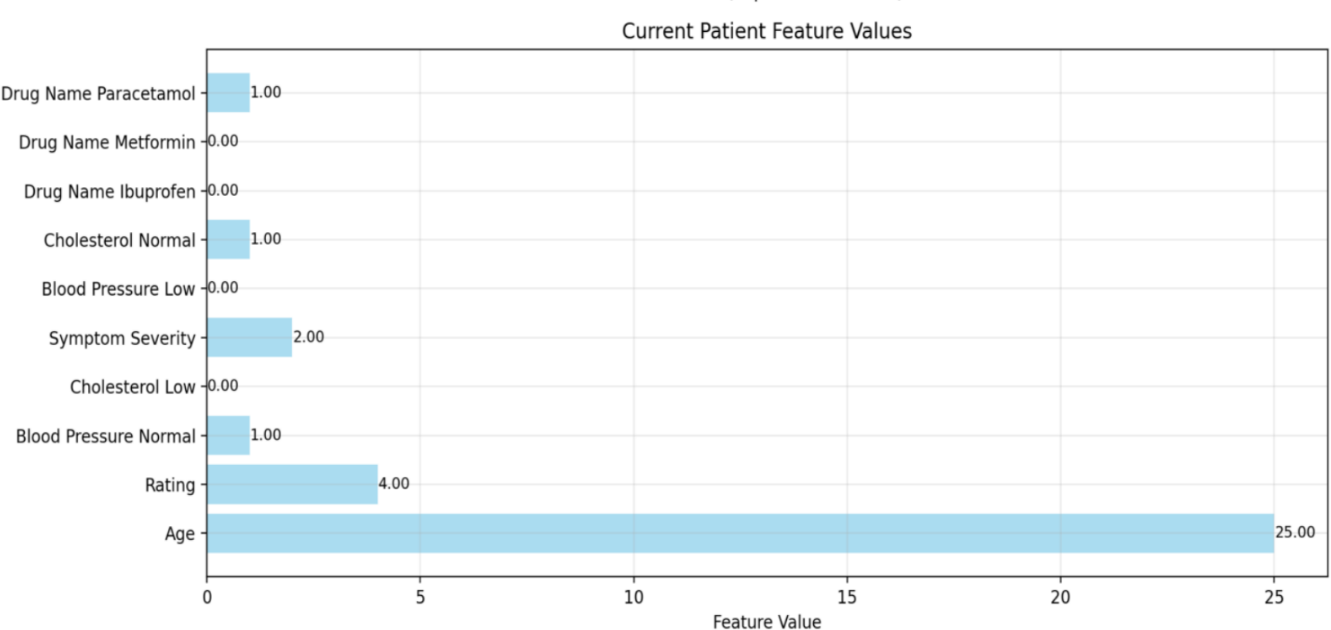 Current Patient Feature Values
Drug Name Paracetamol 1.00
Drug Name Metformin 0.00
Drug Name Ibuprofen 0.00
Cholesterol Normal 1.00
Blood Pressure Low 0.00
Symptom Severity 2.00
Cholesterol Low 0.00
Blood Pressure Normal 1.00
Rating 4.00
Age 25.00
0 5 10 15 20 25
Feature Value